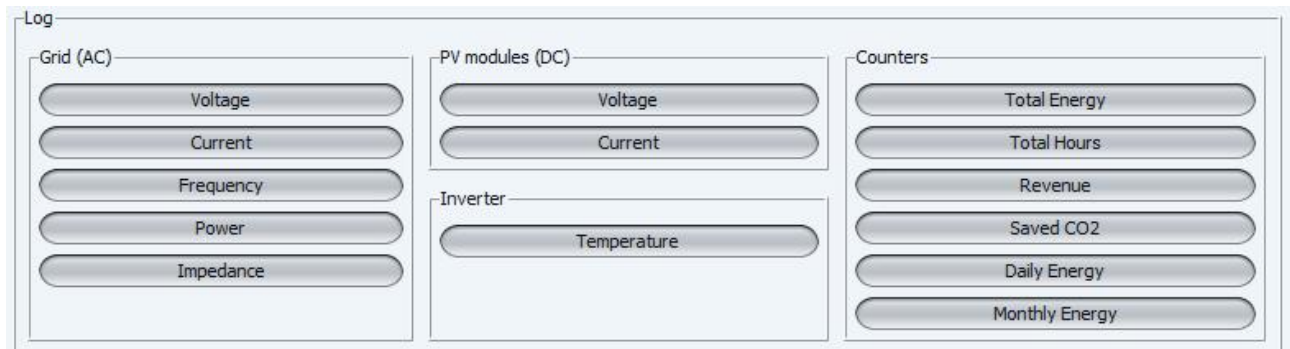 Log
Grid (AC)
Voltage
Current
Frequency
Power
Impedance
PV modules (DC)
Voltage
Current
Inverter
Temperature
Counters
Total Energy
Total Hours
Revenue
Saved CO2
Daily Energy
Monthly Energy